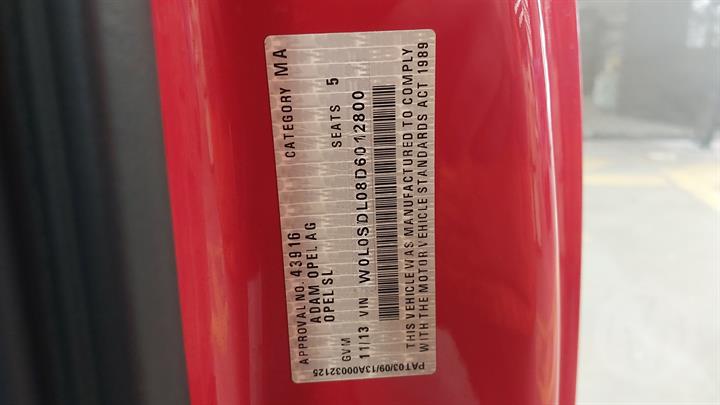 APPROVAL NO. 43916 CATEGORY MA
ADAM OPEL AG
OPEL SL SEATS 5
GVM
11/13 VIN W0L0SDL08D6012800
THIS VEHICLE WAS MANUFACTURED TO COMPLY
WITH THE MOTOR VEHICLE STANDARDS ACT 1989
PAT03/09/13A00032125